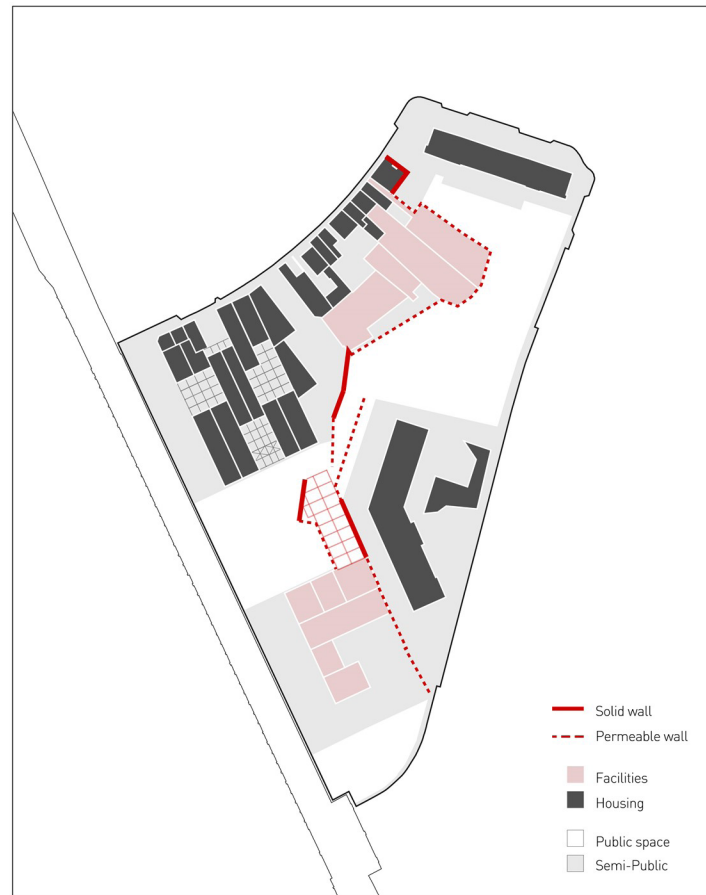 Solid wall
Permeable wall
Facilities
Housing
Public space
Semi-Public